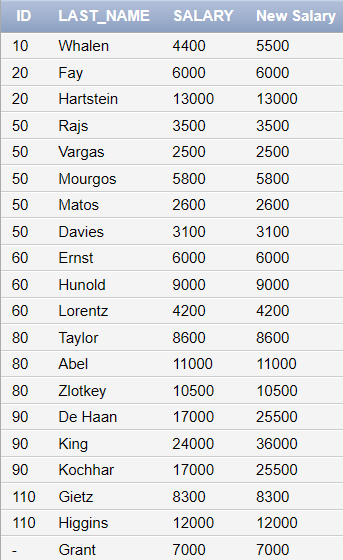 ID LAST_NAME SALARY New Salary
10 Whalen 4400 5500
20 Fay 6000 6000
20 Hartstein 13000 13000
50 Rajs 3500 3500
50 Vargas 2500 2500
50 Mourgos 5800 5800
50 Matos 2600 2600
50 Davies 3100 3100
60 Ernst 6000 6000
60 Hunold 9000 9000
60 Lorentz 4200 4200
80 Taylor 8600 8600
80 Abel 11000 11000
80 Zlotkey 10500 10500
90 De Haan 17000 25500
90 King 24000 36000
90 Kochhar 17000 25500
110 Gietz 8300 8300
110 Higgins 12000 12000
- Grant 7000 7000